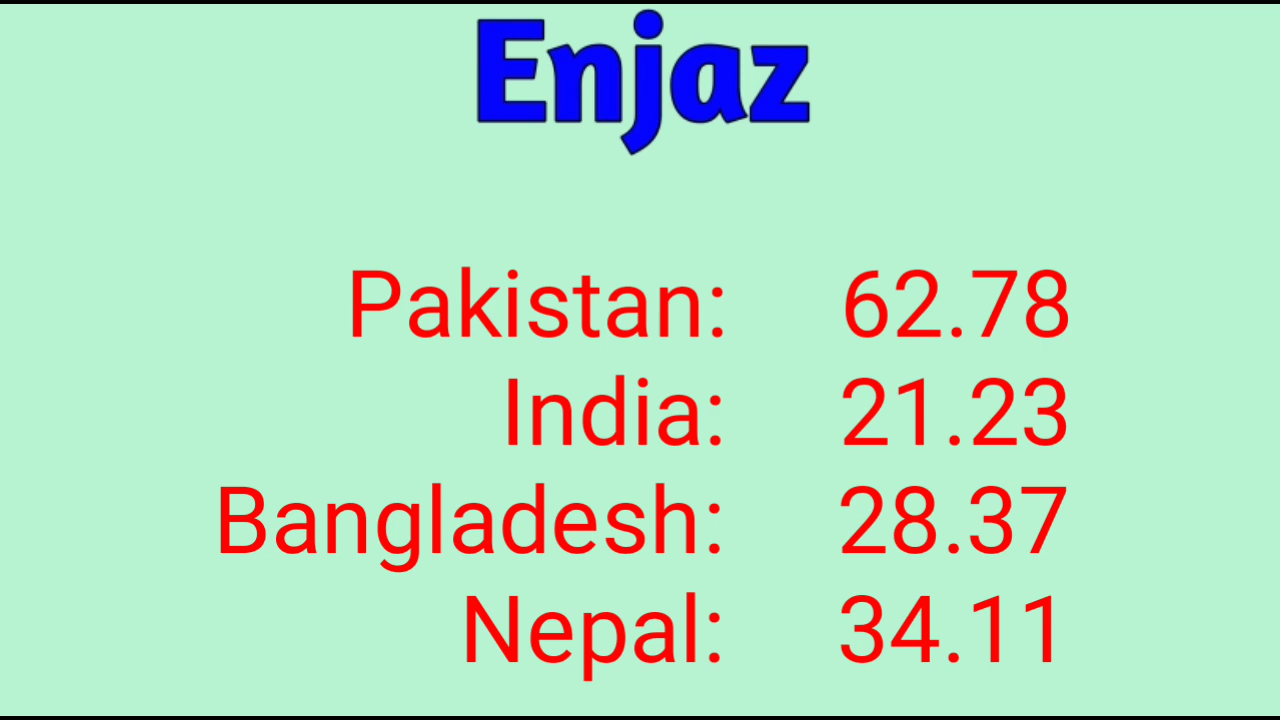 Enjaz
Pakistan: 62.78
India: 21.23
Bangladesh: 28.37
Nepal: 34.11